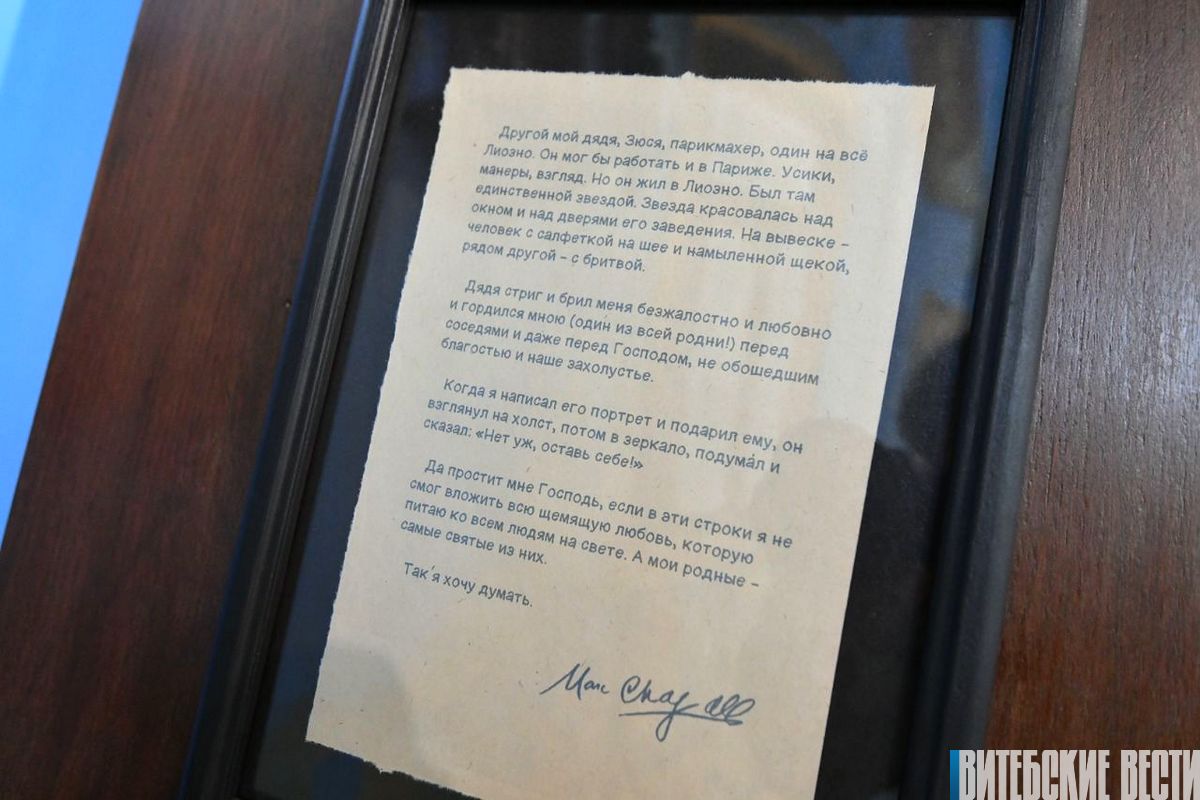 Другой мой дядя, Зюся, парикмахер, один на всё
Лиозно. Он мог бы работать и в Париже. Усики,
манеры, взгляд. Но он жил в Лиозно. Был там
единственной звездой. Звезда красовалась над
окном и над дверями его заведения. На вывеске –
человек с салфеткой на шее и намыленной щекой,
рядом другой – с бритвой.
Дядя стриг и брил меня безжалостно и любовно
и гордился мною (один из всей родни!) перед
соседями и даже перед Господом, не обошедшим
благостью и наше захолустье.
Когда я написал его портрет и подарил ему, он
взглянул на холст, потом в зеркало, подумал и
сказал: «Нет уж, оставь себе!»
Да простит мне Господь, если в эти строки я не
смог вложить всю щемящую любовь, которую
питаю ко всем людям на свете. А мои родные –
самые святые из них.
Так я хочу думать.
Marc Chagall
ВИТЕБСКИЕ ВЕСТИ